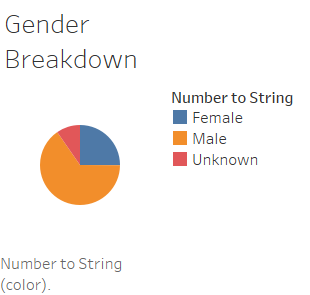 Gender
Breakdown
Number to String
Female
Male
Unknown
Number to String
(color).